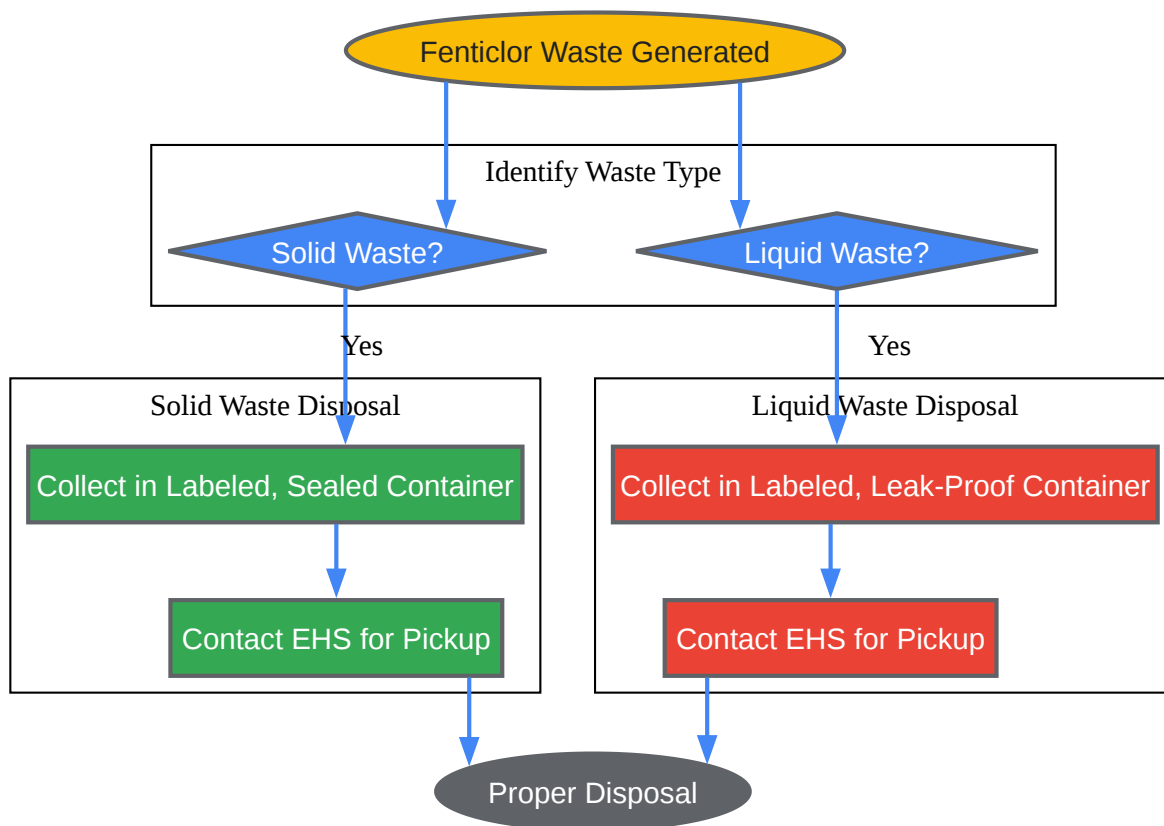 Fenticlor Waste Generated
Identify Waste Type
Solid Waste?
Liquid Waste?
Yes
Yes
Solid Waste Disposal
Liquid Waste Disposal
Collect in Labeled, Sealed Container
Collect in Labeled, Leak-Proof Container
Contact EHS for Pickup
Contact EHS for Pickup
Proper Disposal